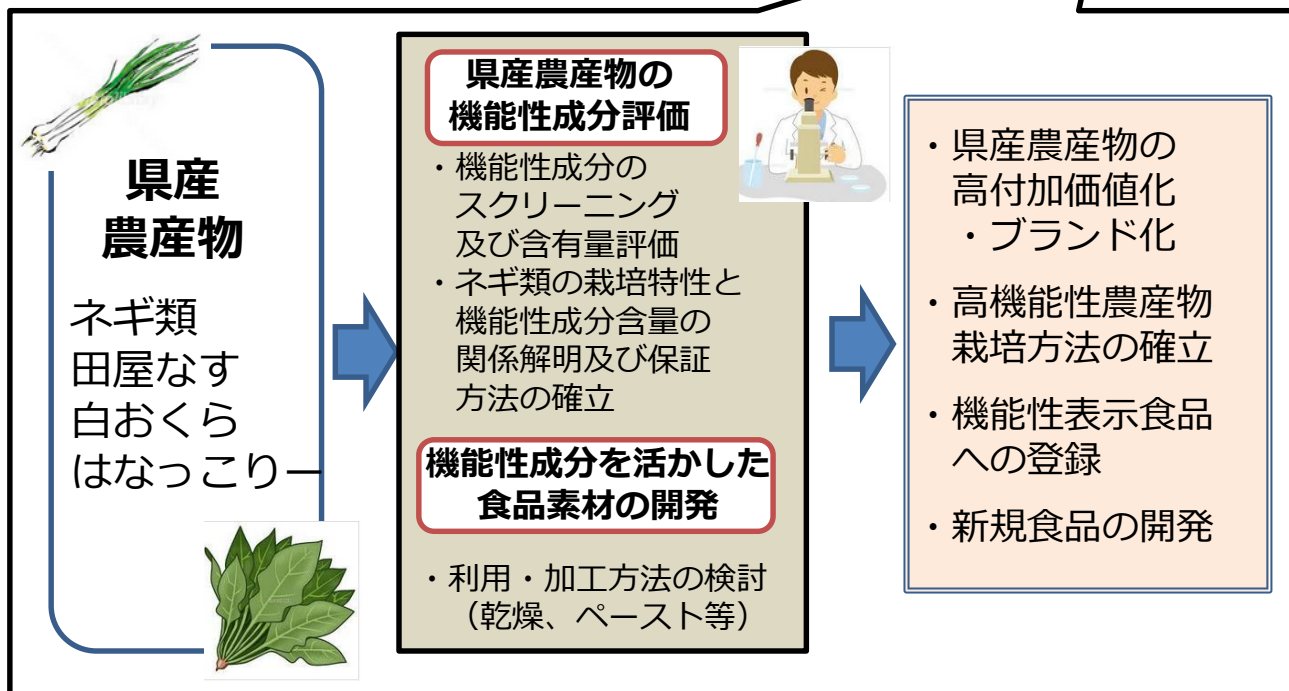 県産
農産物
ネギ類
田屋なす
白おくら
はなっこりー
県産農産物の
機能性成分評価
・機能性成分の
スクリーニング
及び含有量評価
・ネギ類の栽培特性と
機能性成分含量の
関係解明及び保証
方法の確立
機能性成分を活かした
食品素材の開発
・利用・加工方法の検討
（乾燥、ペースト等）
・県産農産物の
高付加価値化
・ブランド化
・高機能性農産物
栽培方法の確立
・機能性表示食品
への登録
・新規食品の開発